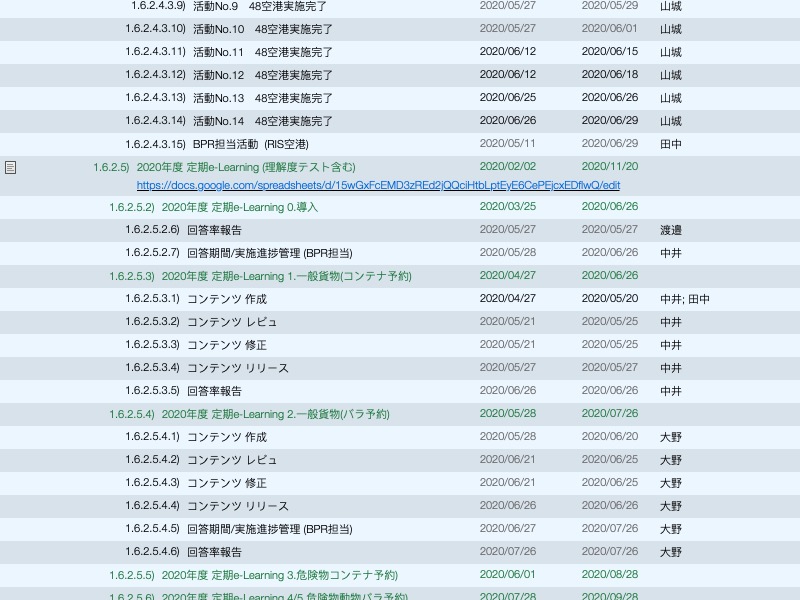 1.6.2.4.3.9) 活動No.9　48空港実施完了 2020/05/27 2020/05/29 山城
1.6.2.4.3.10) 活動No.10　48空港実施完了 2020/05/27 2020/06/01 山城
1.6.2.4.3.11) 活動No.11　48空港実施完了 2020/06/12 2020/06/15 山城
1.6.2.4.3.12) 活動No.12　48空港実施完了 2020/06/12 2020/06/18 山城
1.6.2.4.3.13) 活動No.13　48空港実施完了 2020/06/25 2020/06/26 山城
1.6.2.4.3.14) 活動No.14　48空港実施完了 2020/06/26 2020/06/29 山城
1.6.2.4.3.15) BPR担当活動 (RIS空港) 2020/05/11 2020/06/29 田中
1.6.2.5) 2020年度 定期e-Learning (理解度テスト含む) 2020/02/02 2020/11/20
https://docs.google.com/spreadsheets/d/15wGxFcEMD3zREd2jQQciHtbLptEyE6CePEjcxEDflwQ/edit
1.6.2.5.2) 2020年度 定期e-Learning 0.導入 2020/03/25 2020/06/26
1.6.2.5.2.6) 回答率報告 2020/05/27 2020/05/27 渡邉
1.6.2.5.2.7) 回答期間/実施進捗管理 (BPR担当) 2020/05/28 2020/06/26 中井
1.6.2.5.3) 2020年度 定期e-Learning 1.一般貨物(コンテナ予約) 2020/04/27 2020/06/26
1.6.2.5.3.1) コンテンツ 作成 2020/04/27 2020/05/20 中井; 田中
1.6.2.5.3.2) コンテンツ レビュ 2020/05/21 2020/05/25 中井
1.6.2.5.3.3) コンテンツ 修正 2020/05/21 2020/05/25 中井
1.6.2.5.3.4) コンテンツ リリース 2020/05/27 2020/05/27 中井
1.6.2.5.3.5) 回答率報告 2020/06/26 2020/06/26 中井
1.6.2.5.4) 2020年度 定期e-Learning 2.一般貨物(バラ予約) 2020/05/28 2020/07/26
1.6.2.5.4.1) コンテンツ 作成 2020/05/28 2020/06/20 大野
1.6.2.5.4.2) コンテンツ レビュ 2020/06/21 2020/06/25 大野
1.6.2.5.4.3) コンテンツ 修正 2020/06/21 2020/06/25 大野
1.6.2.5.4.4) コンテンツ リリース 2020/06/26 2020/06/26 大野
1.6.2.5.4.5) 回答期間/実施進捗管理 (BPR担当) 2020/06/27 2020/07/26 大野
1.6.2.5.4.6) 回答率報告 2020/07/26 2020/07/26 大野
1.6.2.5.5) 2020年度 定期e-Learning 3.危険物コンテナ予約) 2020/06/01 2020/08/28
1.6.2.5.6) 2020年度 定期e-Learning 4/5.危険物動物バラ予約) 2020/07/28 2020/09/28